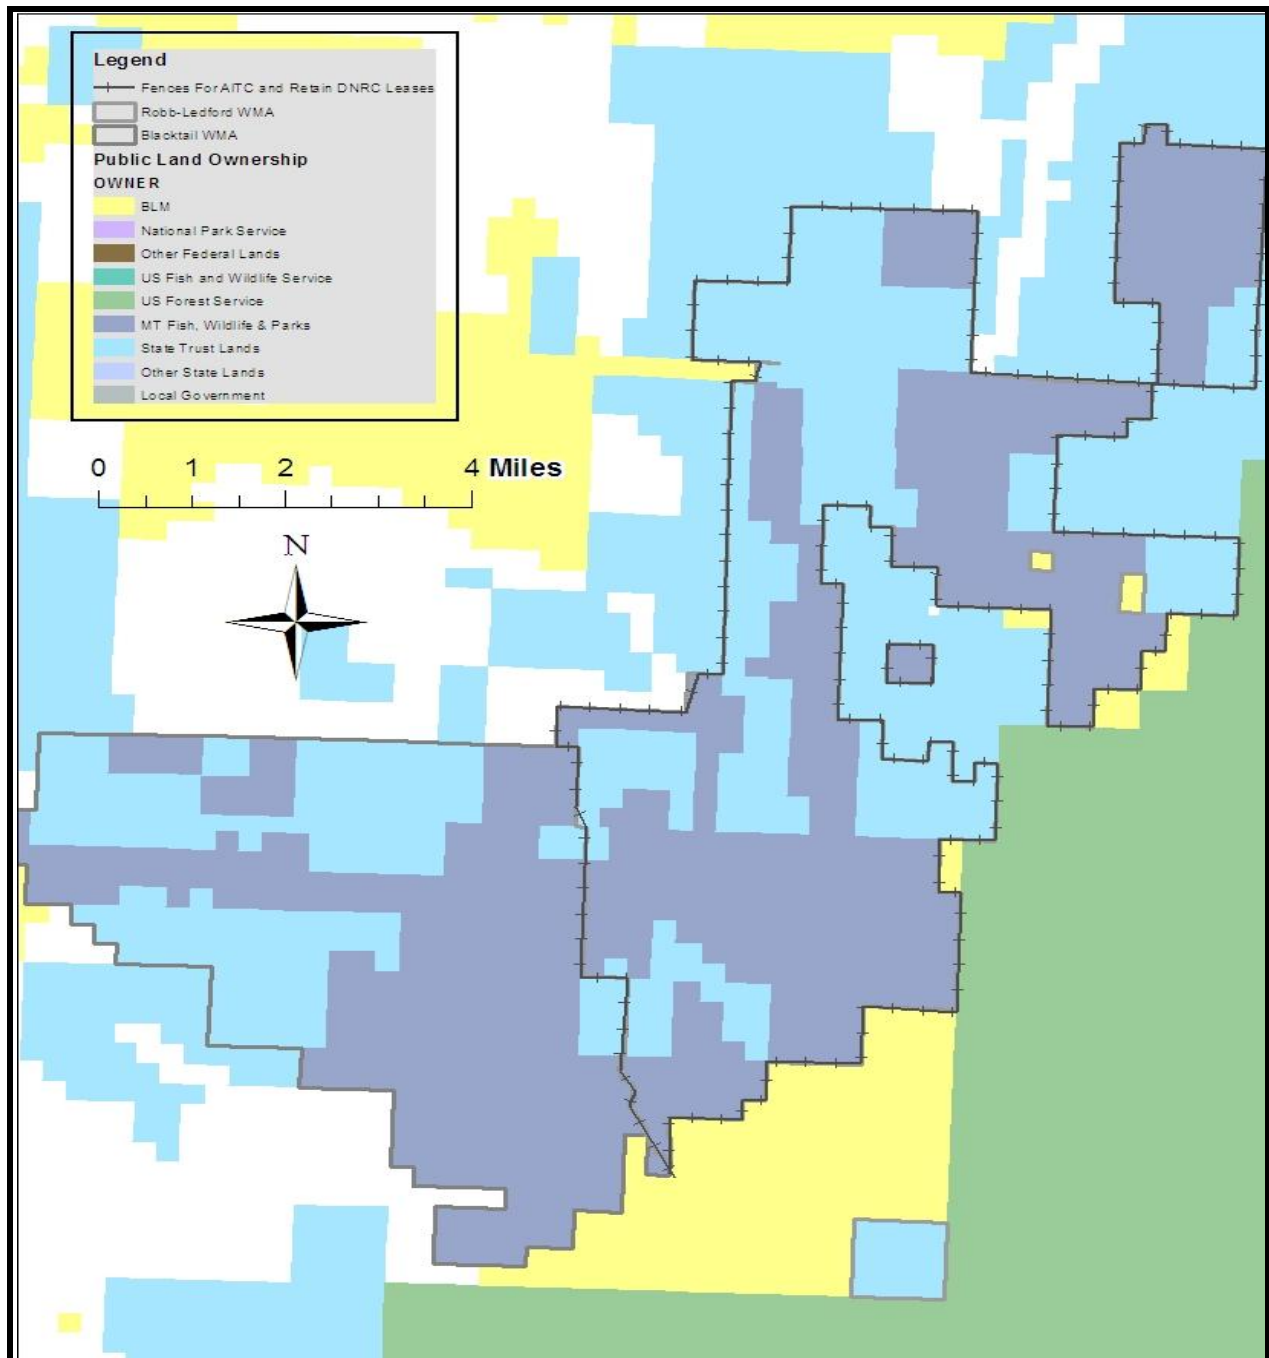 Legend
Fences For AITC and Retain DNRC Leases
Robb-Ledford WMA
Blacktail WMA
Public Land Ownership
OWNER
BLM
National Park Service
Other Federal Lands
US Fish and Wildlife Service
US Forest Service
MT Fish, Wildlife & Parks
State Trust Lands
Other State Lands
Local Government
0 1 2 4 Miles
N